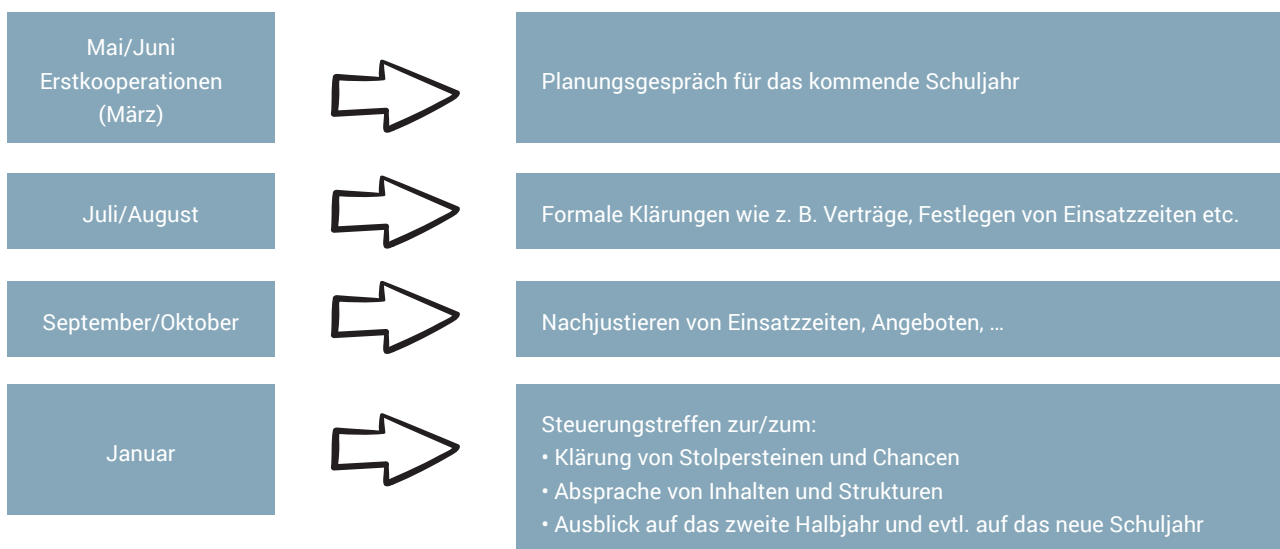 Mai/Juni
Erstkooperationen
(März)
Planungsgespräch für das kommende Schuljahr
Juli/August
Formale Klärungen wie z. B. Verträge, Festlegen von Einsatzzeiten etc.
September/Oktober
Nachjustieren von Einsatzzeiten, Angeboten, …
Januar
Steuerungstreffen zur/zum:
• Klärung von Stolpersteinen und Chancen
• Absprache von Inhalten und Strukturen
• Ausblick auf das zweite Halbjahr und evtl. auf das neue Schuljahr